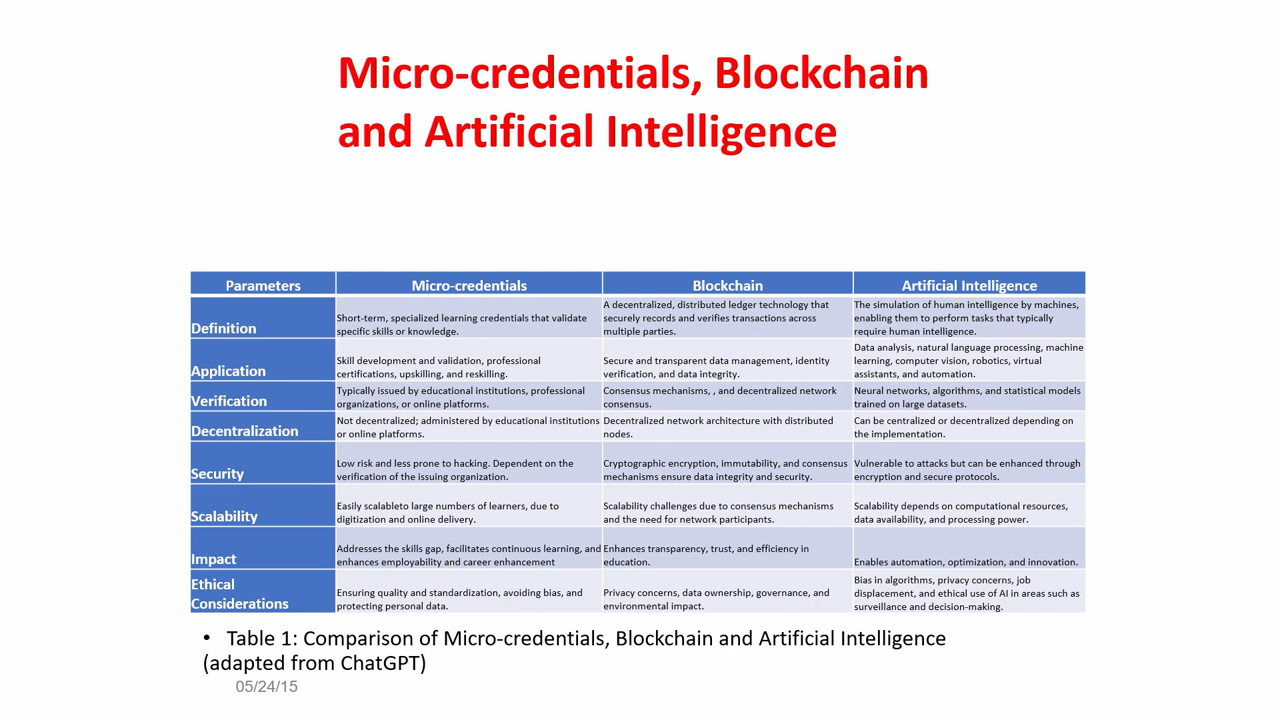 Micro-credentials, Blockchain
and Artificial Intelligence
Parameters Micro-credentials Blockchain Artificial Intelligence
Definition
Short-term, specialized learning credentials that validate
specific skills or knowledge.
A decentralized, distributed ledger technology that
securely records and verifies transactions across
multiple parties.
The simulation of human intelligence by machines,
enabling them to perform tasks that typically
require human intelligence.
Application
Skill development and validation, professional
certifications, upskilling, and reskilling.
Secure and transparent data management, identity
verification, and data integrity.
Data analysis, natural language processing, machine
learning, computer vision, robotics, virtual
assistants, and automation.
Verification
Typically issued by educational institutions, professional
organizations, or online platforms.
Consensus mechanisms, , and decentralized network
consensus.
Neural networks, algorithms, and statistical models
trained on large datasets.
Decentralization
Not decentralized; administered by educational institutions
or online platforms.
Decentralized network architecture with distributed
nodes.
Can be centralized or decentralized depending on
the implementation.
Security
Low risk and less prone to hacking. Dependent on the
verification of the issuing organization.
Cryptographic encryption, immutability, and consensus
mechanisms ensure data integrity and security.
Vulnerable to attacks but can be enhanced through
encryption and secure protocols.
Scalability
Easily scalableto large numbers of learners, due to
digitization and online delivery.
Scalability challenges due to consensus mechanisms
and the need for network participants.
Scalability depends on computational resources,
data availability, and processing power.
Impact
Addresses the skills gap, facilitates continuous learning, and
enhances employability and career enhancement
Enhances transparency, trust, and efficiency in
education.
Enables automation, optimization, and innovation.
Ethical
Considerations
Ensuring quality and standardization, avoiding bias, and
protecting personal data.
Privacy concerns, data ownership, governance, and
environmental impact.
Bias in algorithms, privacy concerns, job
displacement, and ethical use of AI in areas such as
surveillance and decision-making.
• Table 1: Comparison of Micro-credentials, Blockchain and Artificial Intelligence
(adapted from ChatGPT)
05/24/15